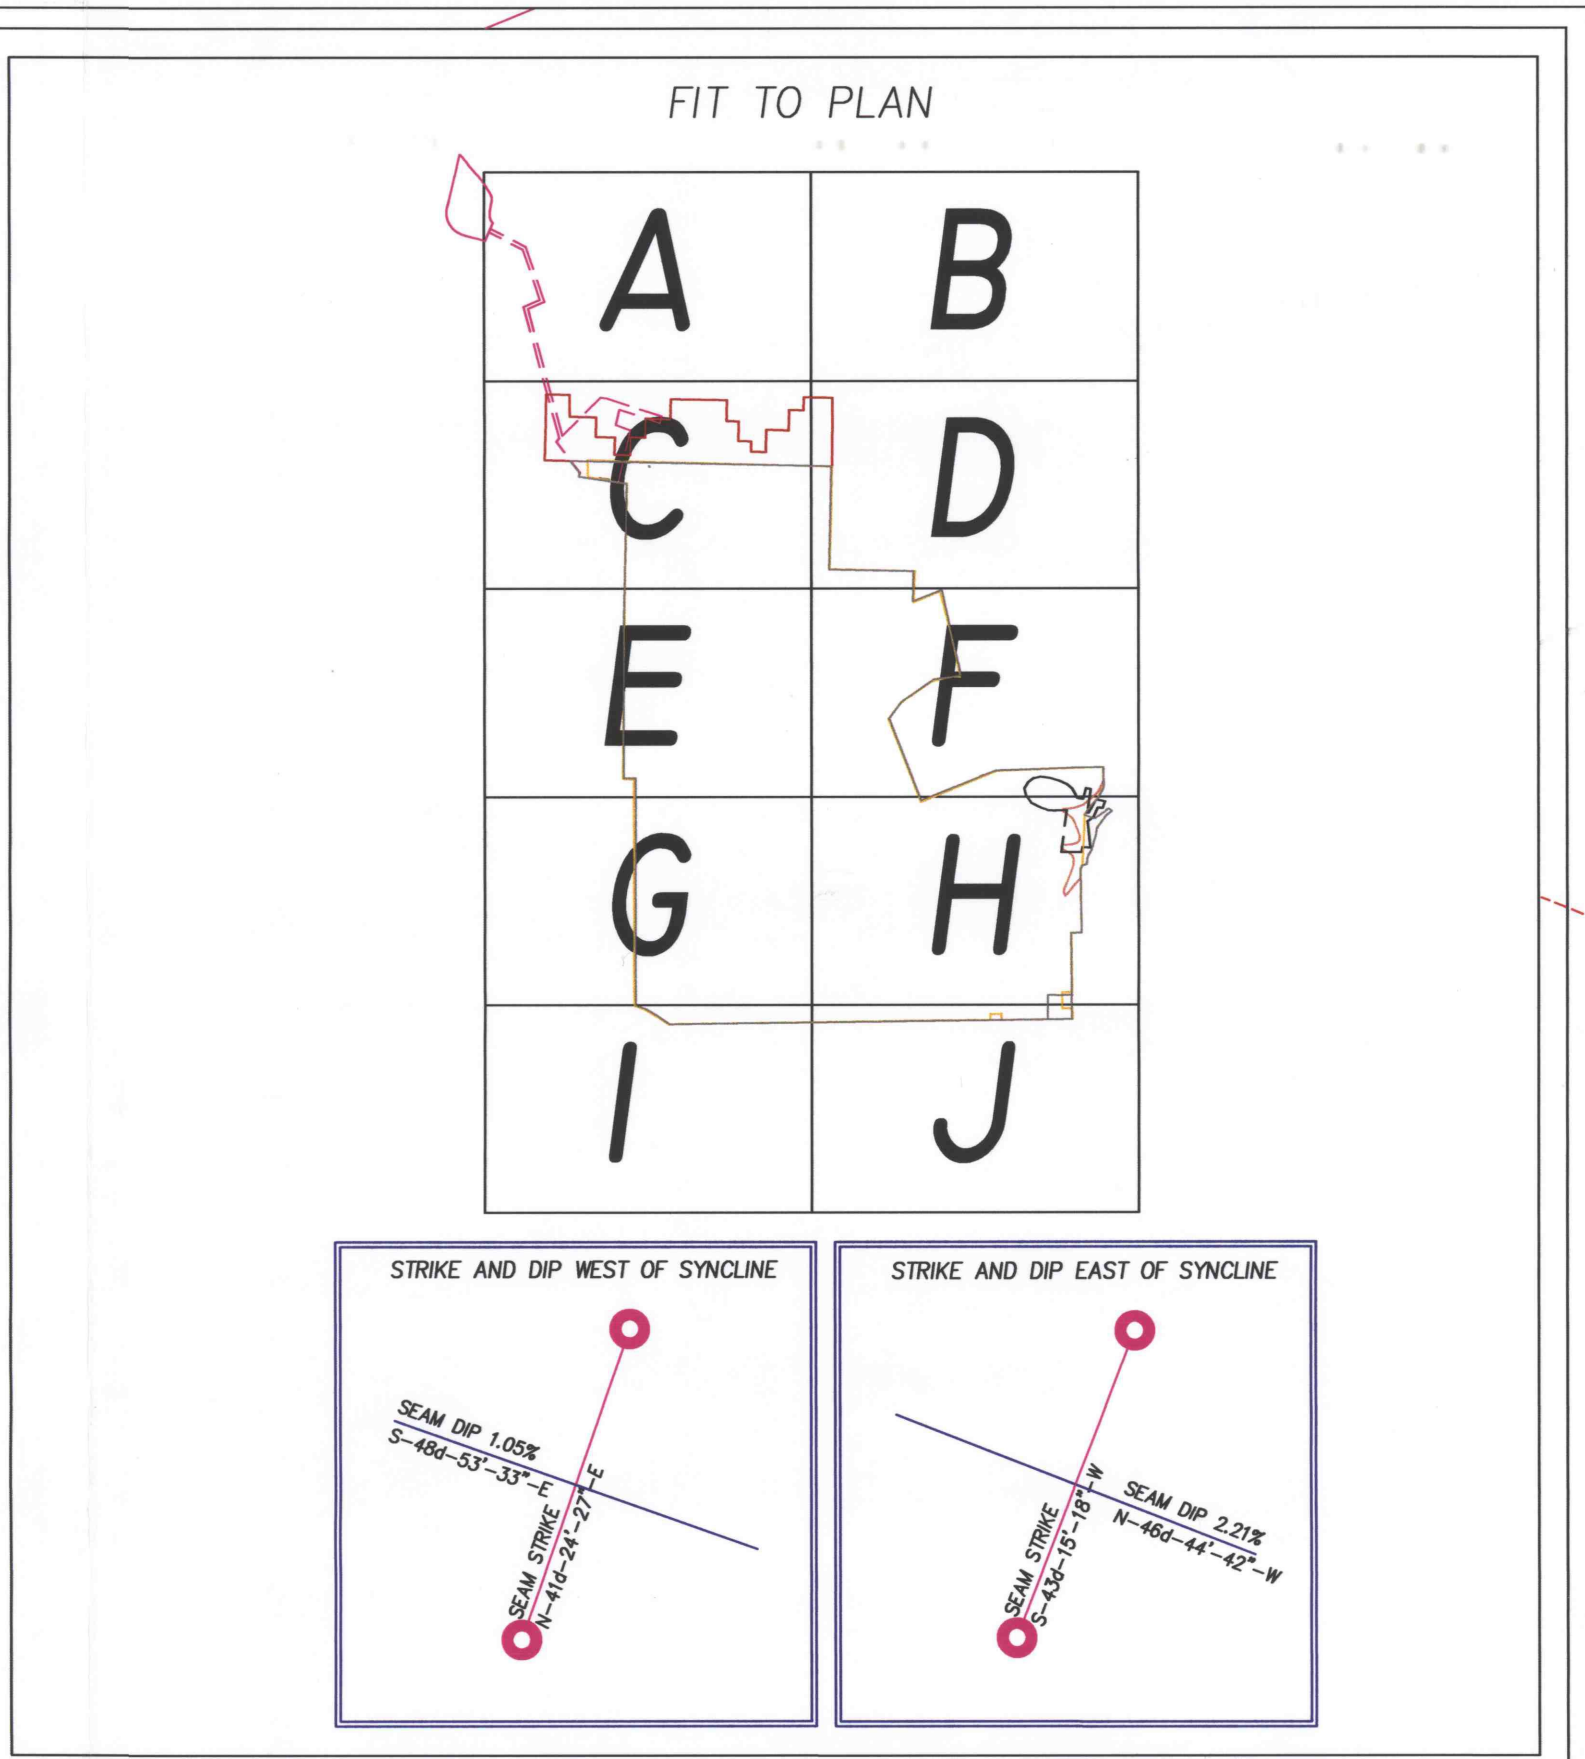 FIT TO PLAN
A
B
C
D
E
F
G
H
I
J
STRIKE AND DIP WEST OF SYNCLINE
SEAM DIP 1.05%
S-48d-53'-33"-E
SEAM STRIKE
N-41d-24'-27"-E
STRIKE AND DIP EAST OF SYNCLINE
SEAM DIP 2.21%
N-46d-44'-42"-W
SEAM STRIKE
S-43d-15'-18"-W